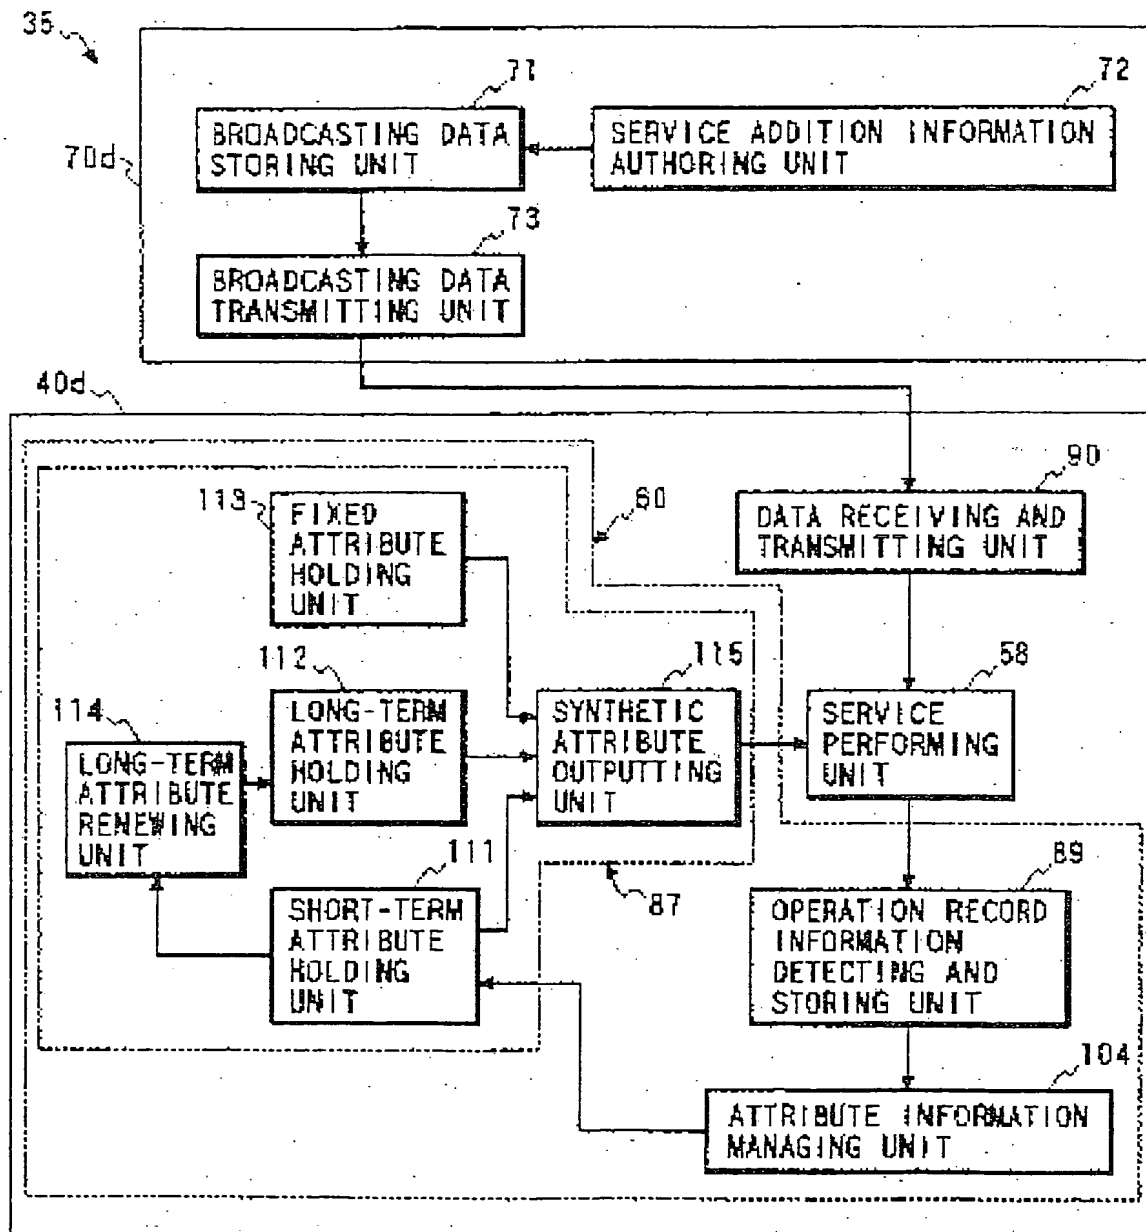 35
71
72
BROADCASTING DATA
STORING UNIT
SERVICE ADDITION INFORMATION
AUTHORING UNIT
70d
73
BROADCASTING DATA
TRANSMITTING UNIT
40d
90
DATA RECEIVING AND
TRANSMITTING UNIT
60
113
FIXED
ATTRIBUTE
HOLDING
UNIT
112
LONG-TERM
ATTRIBUTE
HOLDING
UNIT
115
SYNTHETIC
ATTRIBUTE
OUTPUTTING
UNIT
58
SERVICE
PERFORMING
UNIT
114
LONG-TERM
ATTRIBUTE
RENEWING
UNIT
111
SHORT-TERM
ATTRIBUTE
HOLDING
UNIT
87
89
OPERATION RECORD
INFORMATION
DETECTING AND
STORING UNIT
104
ATTRIBUTE INFORMATION
MANAGING UNIT